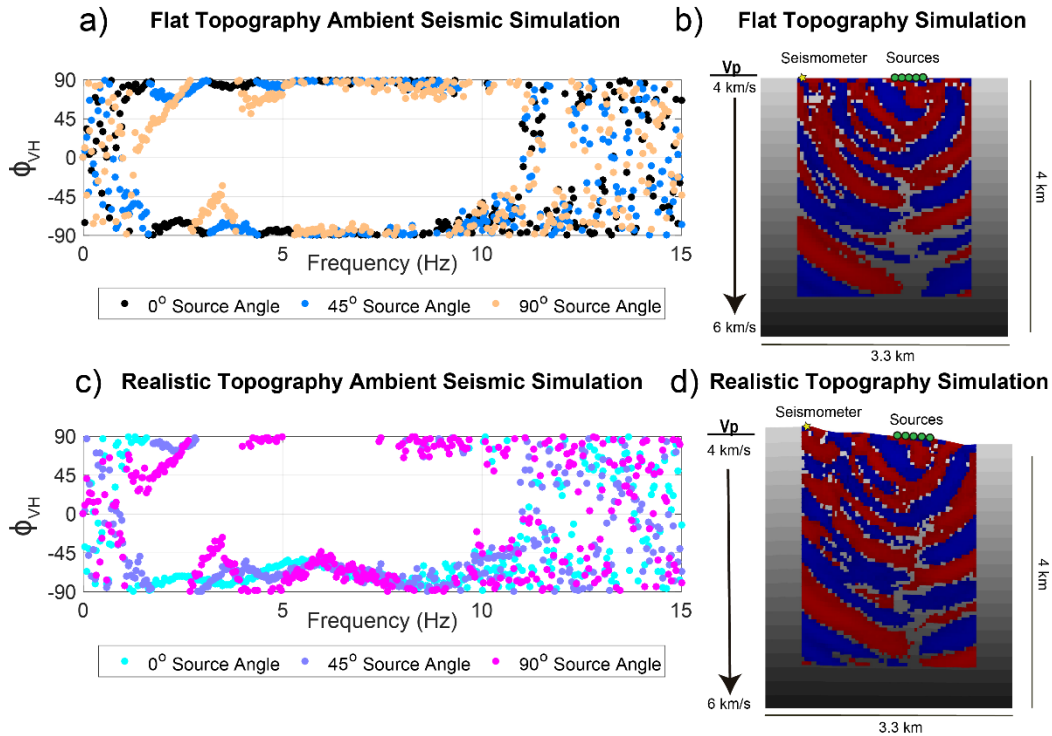 a) Flat Topography Ambient Seismic Simulation
90
45
0
-45
-90
ϕVH
0 5 10 15
Frequency (Hz)
0° Source Angle 45° Source Angle 90° Source Angle
b) Flat Topography Simulation
Seismometer Sources
Vp
4 km/s
6 km/s
4 km
3.3 km
c) Realistic Topography Ambient Seismic Simulation
90
45
0
-45
-90
ϕVH
0 5 10 15
Frequency (Hz)
0° Source Angle 45° Source Angle 90° Source Angle
d) Realistic Topography Simulation
Seismometer Sources
Vp
4 km/s
6 km/s
4 km
3.3 km